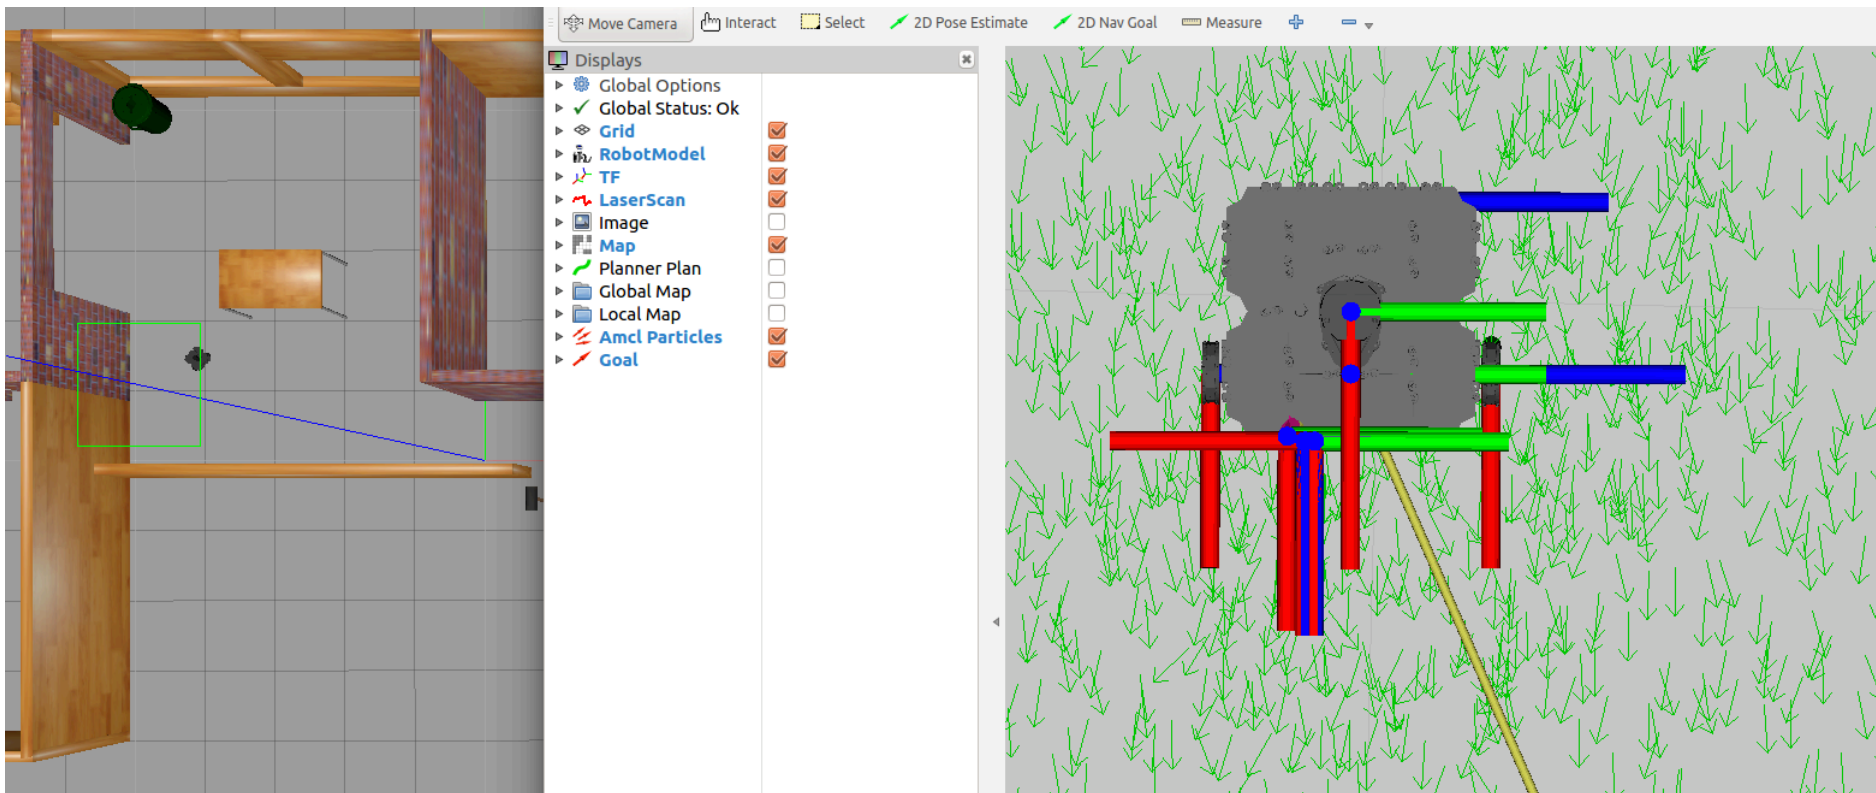 Move Camera Interact Select 2D Pose Estimate 2D Nav Goal Measure
Displays
Global Options
Global Status: Ok
Grid
RobotModel
TF
LaserScan
Image
Map
Planner Plan
Global Map
Local Map
Amcl Particles
Goal